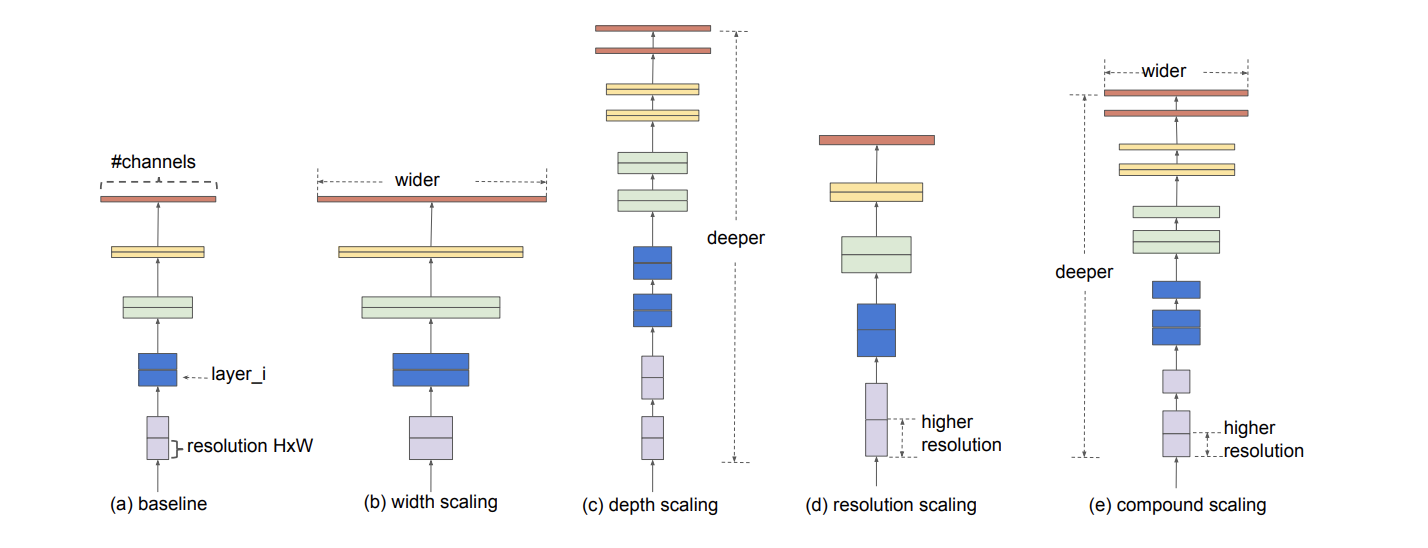 #channels
layer_i
resolution HxW
(a) baseline
wider
(b) width scaling
deeper
(c) depth scaling
higher
resolution
(d) resolution scaling
wider
deeper
higher
resolution
(e) compound scaling